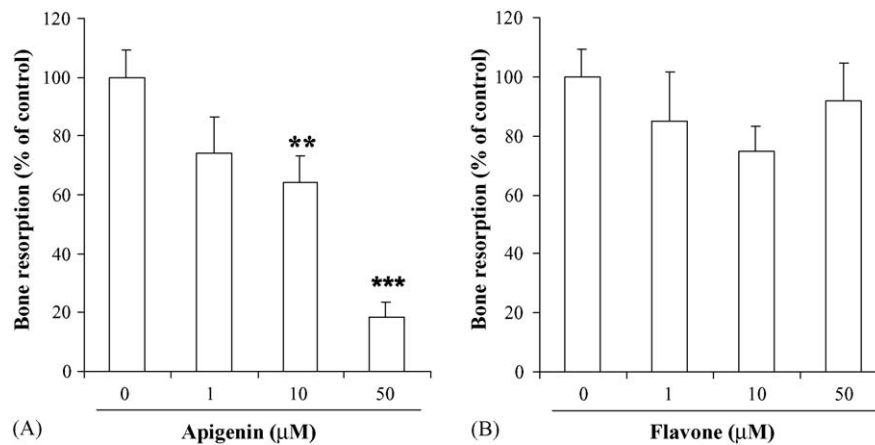 120
100
80
60
40
20
0
Bone resorption (% of control)
**
***
0 1 10 50
Apigenin (μM)
(A)
120
100
80
60
40
20
0
Bone resorption (% of control)
0 1 10 50
Flavone (μM)
(B)